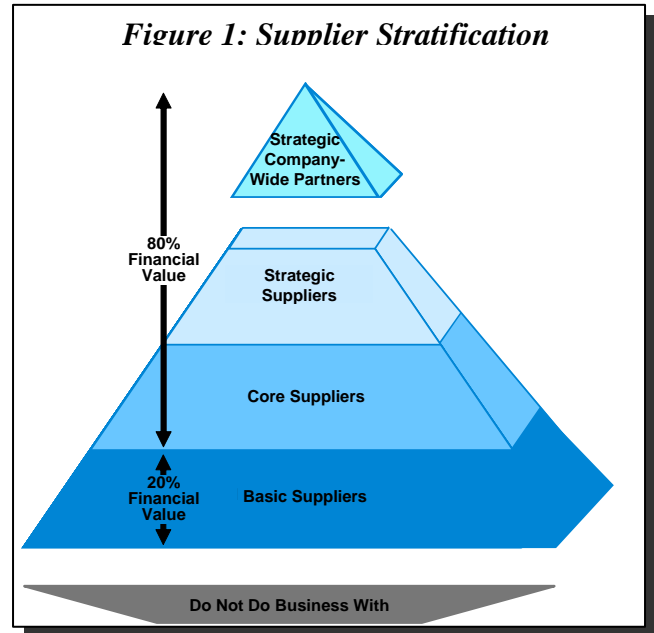 Figure 1: Supplier Stratification
Strategic
Company-
Wide Partners
80%
Financial
Value
Strategic
Suppliers
Core Suppliers
20%
Financial
Value
Basic Suppliers
Do Not Do Business With